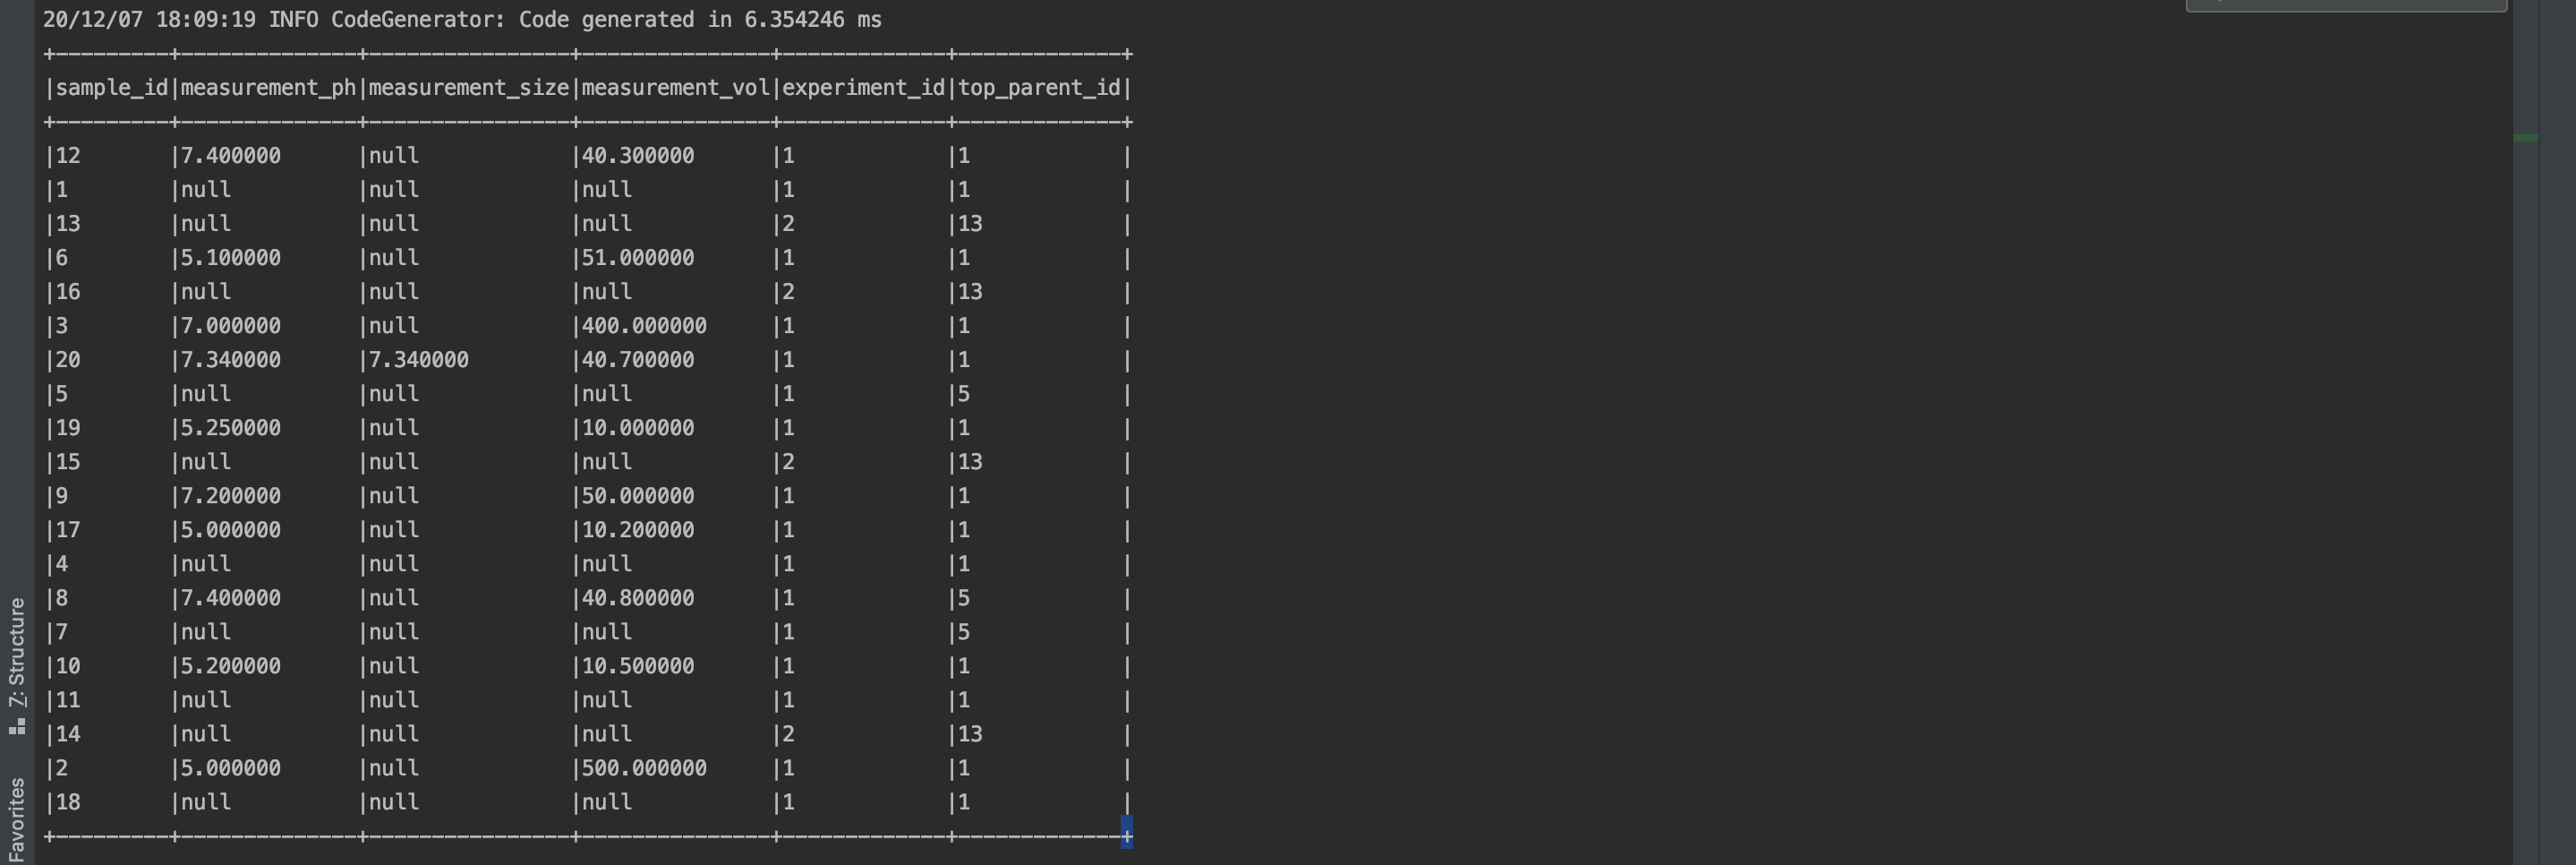 20/12/07 18:09:19 INFO CodeGenerator: Code generated in 6.354246 ms
+---------+--------------+----------------+---------------+-------------+-------------+
|sample_id|measurement_ph|measurement_size|measurement_vol|experiment_id|top_parent_id|
+---------+--------------+----------------+---------------+-------------+-------------+
|12       |7.400000      |null            |40.300000      |1            |1            |
|1        |null          |null            |null           |1            |1            |
|13       |null          |null            |null           |2            |13           |
|6        |5.100000      |null            |51.000000      |1            |1            |
|16       |null          |null            |null           |2            |13           |
|3        |7.000000      |null            |400.000000     |1            |1            |
|20       |7.340000      |7.340000        |40.700000      |1            |1            |
|5        |null          |null            |null           |1            |5            |
|19       |5.250000      |null            |10.000000      |1            |1            |
|15       |null          |null            |null           |2            |13           |
|9        |7.200000      |null            |50.000000      |1            |1            |
|17       |5.000000      |null            |10.200000      |1            |1            |
|4        |null          |null            |null           |1            |1            |
|8        |7.400000      |null            |40.800000      |1            |5            |
|7        |null          |null            |null           |1            |5            |
|10       |5.200000      |null            |10.500000      |1            |1            |
|11       |null          |null            |null           |1            |1            |
|14       |null          |null            |null           |2            |13           |
|2        |5.000000      |null            |500.000000     |1            |1            |
|18       |null          |null            |null           |1            |1            |
+---------+--------------+----------------+---------------+-------------+-------------+
7: Structure
Favorites